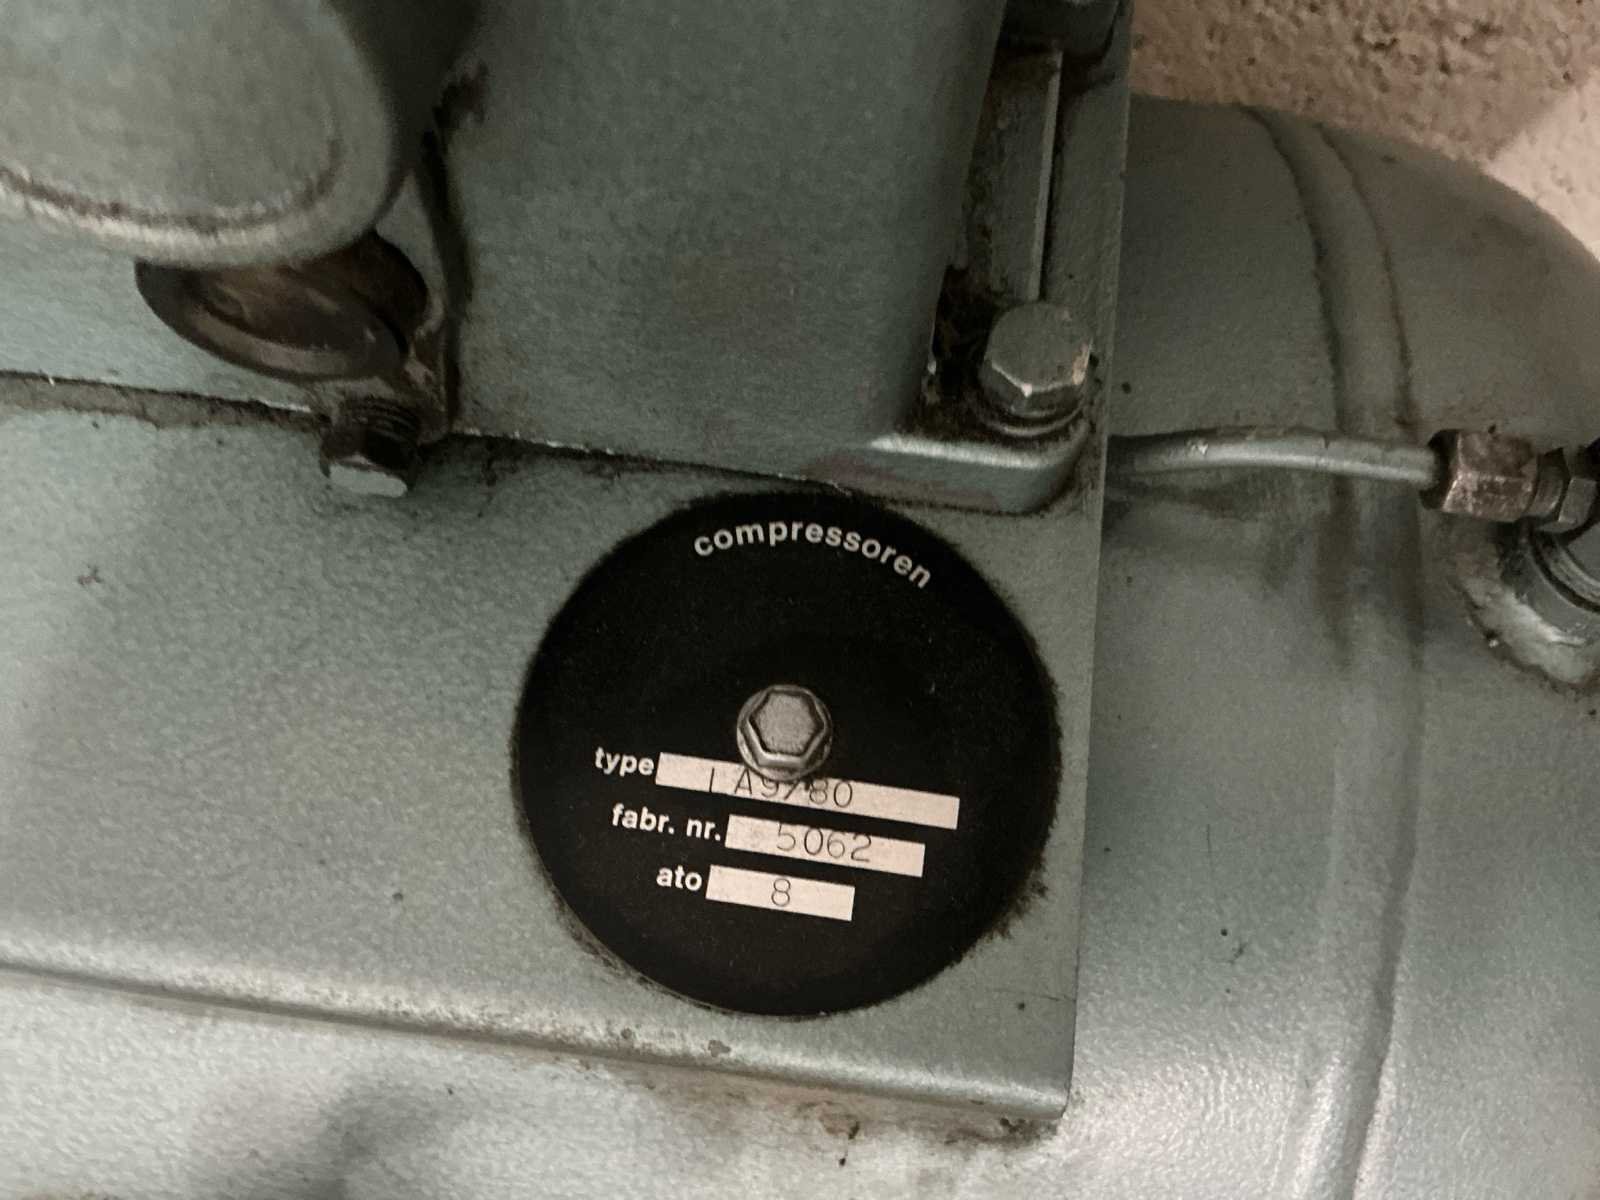 compressoren
type LA9/80
fabr. nr. 5062
ato 8